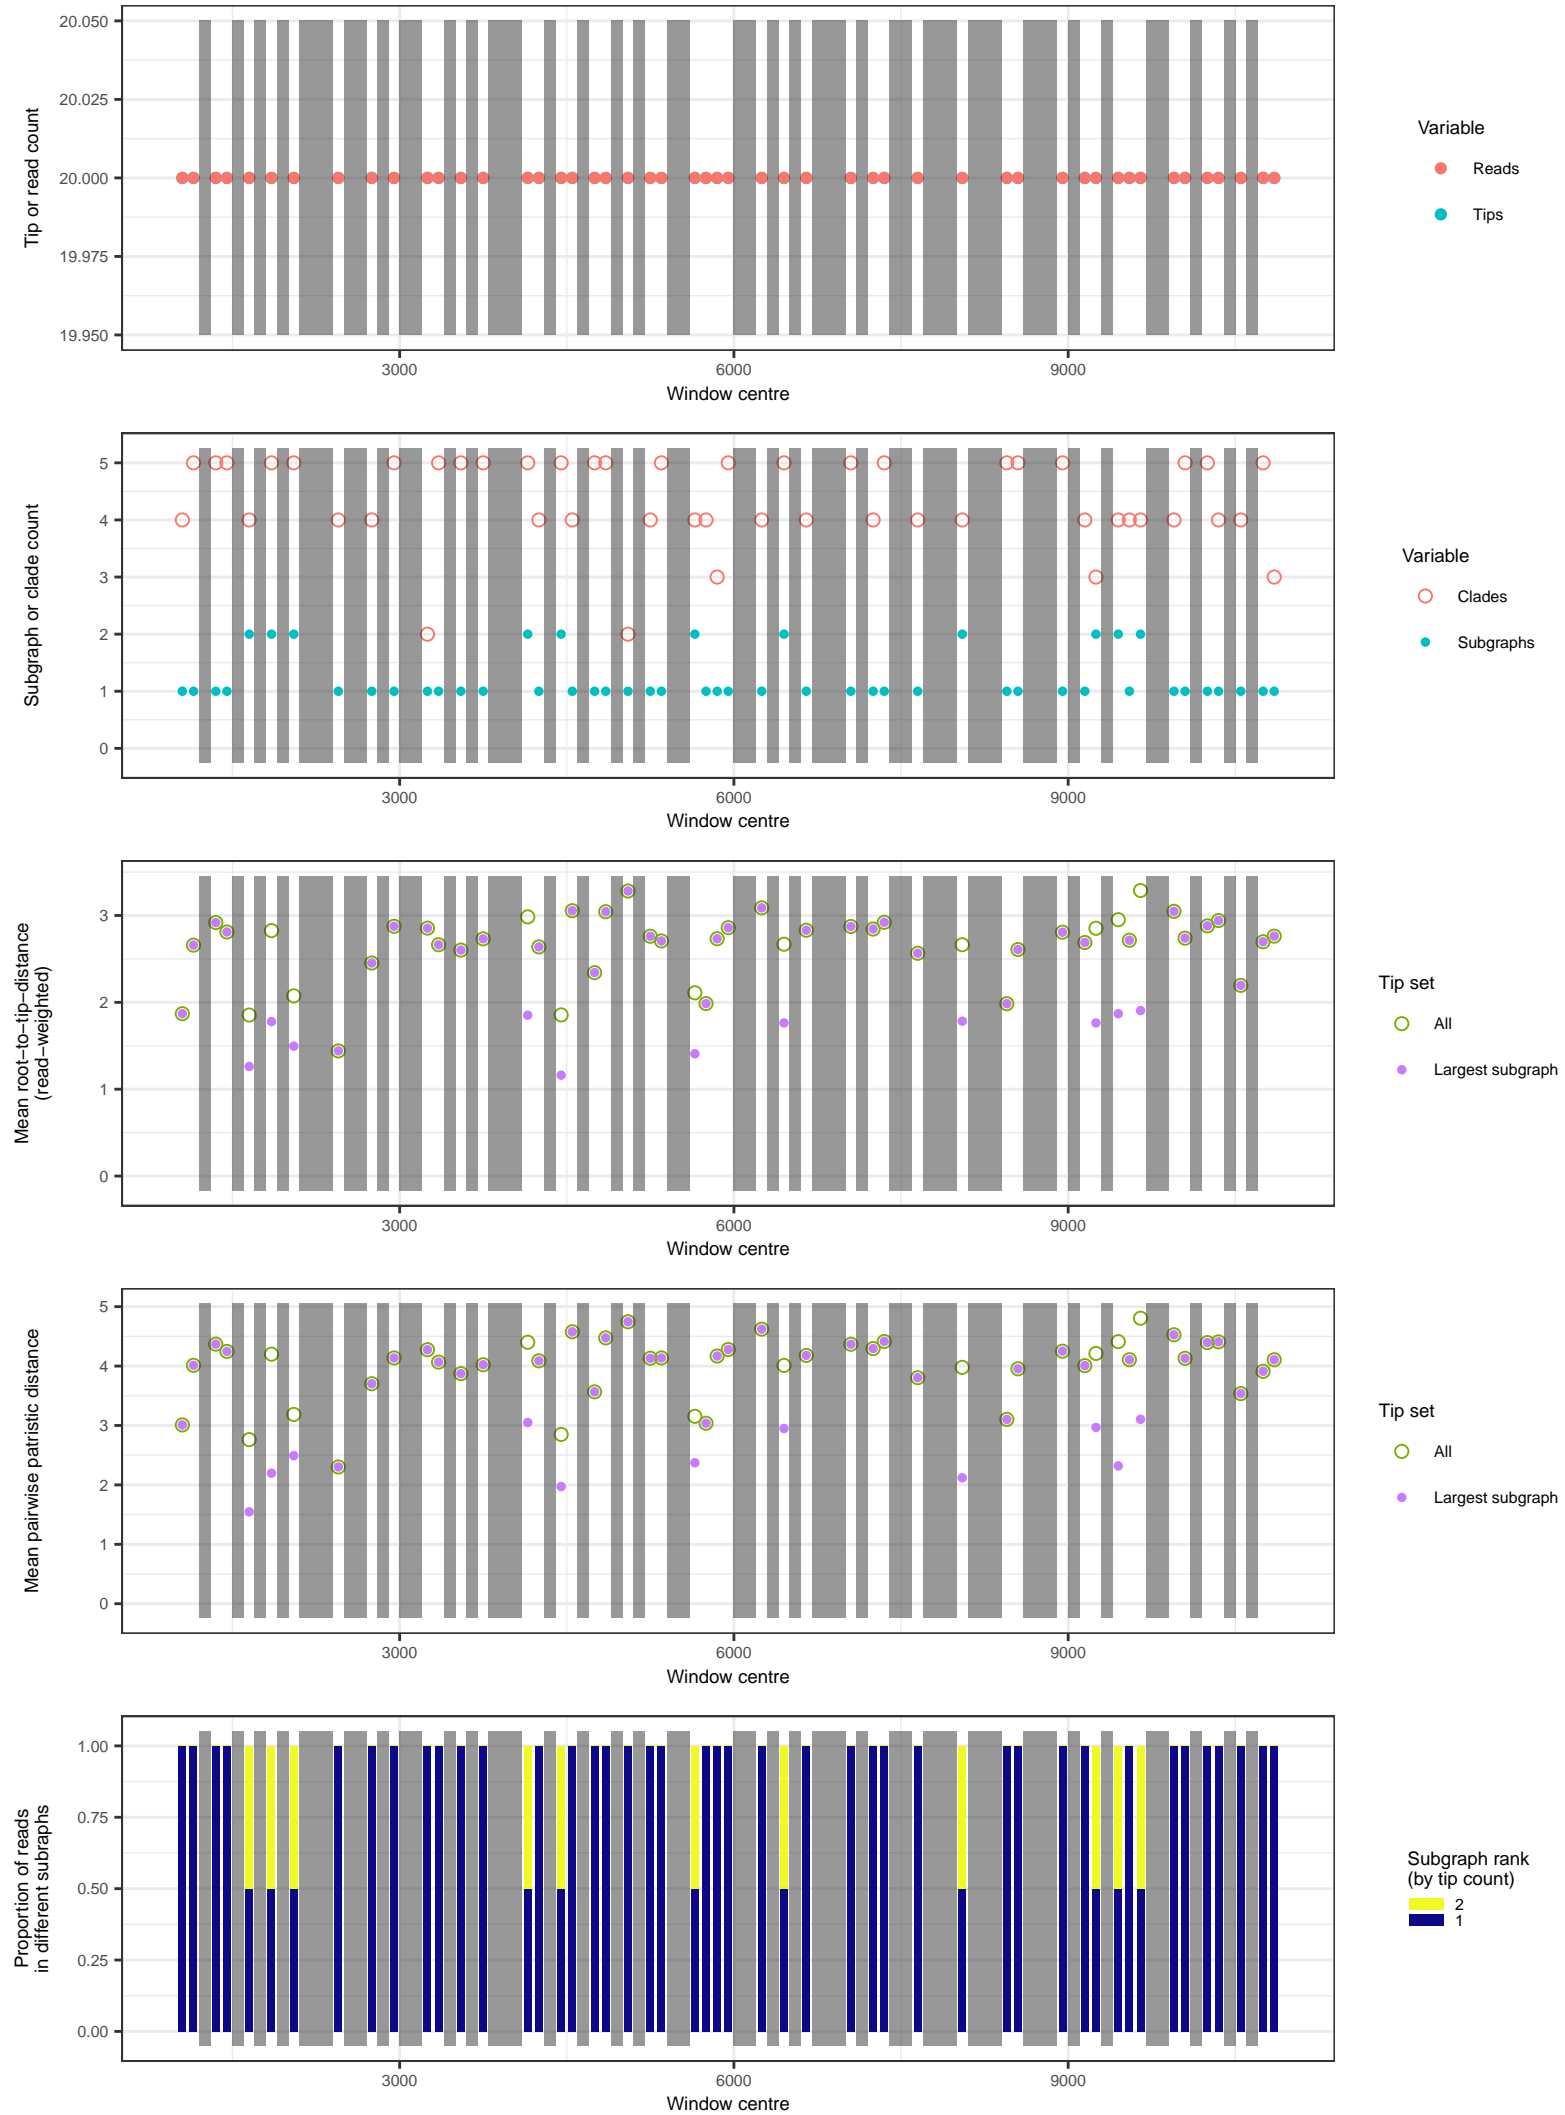 20.050
20.025
20.000
19.975
19.950
Tip or read count
3000
6000
9000
Window centre
Variable
Reads
Tips
5
4
3
2
1
0
Subgraph or clade count
3000
6000
9000
Window centre
Variable
Clades
Subgraphs
3
2
1
0
Mean root−to−tip−distance
(read−weighted)
3000
6000
9000
Window centre
Tip set
All
Largest subgraph
5
4
3
2
1
0
Mean pairwise patristic distance
3000
6000
9000
Window centre
Tip set
All
Largest subgraph
1.00
0.75
0.50
0.25
0.00
Proportion of reads
in different subraphs
3000
6000
9000
Window centre
Subgraph rank
(by tip count)
2
1